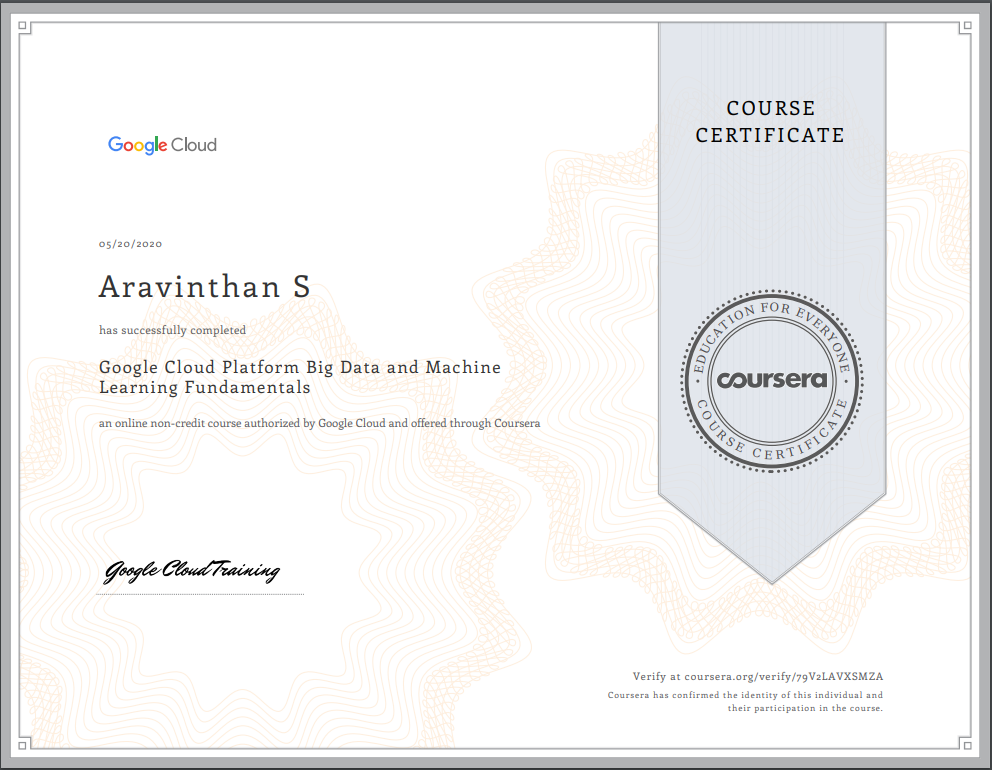 COURSE
CERTIFICATE
Google Cloud
05/20/2020
Aravinthan S
has successfully completed
Google Cloud Platform Big Data and Machine
Learning Fundamentals
an online non-credit course authorized by Google Cloud and offered through Coursera
EDUCATION FOR EVERYONE
coursera
COURSE CERTIFICATE
Google Cloud Training
Verify at coursera.org/verify/79V2LAVXSMZA
Coursera has confirmed the identity of this individual and
their participation in the course.